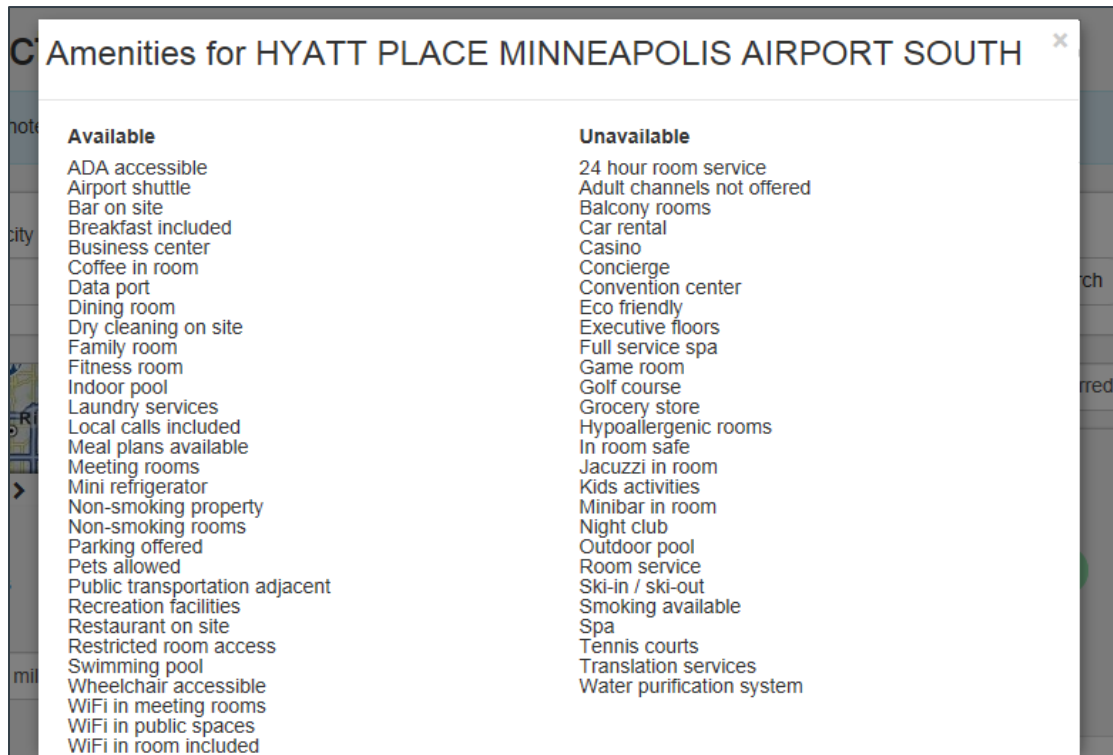 Amenities for HYATT PLACE MINNEAPOLIS AIRPORT SOUTH
×
Available
ADA accessible
Airport shuttle
Bar on site
Breakfast included
Business center
Coffee in room
Data port
Dining room
Dry cleaning on site
Family room
Fitness room
Indoor pool
Laundry services
Local calls included
Meal plans available
Meeting rooms
Mini refrigerator
Non-smoking property
Non-smoking rooms
Parking offered
Pets allowed
Public transportation adjacent
Recreation facilities
Restaurant on site
Restricted room access
Swimming pool
Wheelchair accessible
WiFi in meeting rooms
WiFi in public spaces
WiFi in room included
Unavailable
24 hour room service
Adult channels not offered
Balcony rooms
Car rental
Casino
Concierge
Convention center
Eco friendly
Executive floors
Full service spa
Game room
Golf course
Grocery store
Hypoallergenic rooms
In room safe
Jacuzzi in room
Kids activities
Minibar in room
Night club
Outdoor pool
Room service
Ski-in / ski-out
Smoking available
Spa
Tennis courts
Translation services
Water purification system